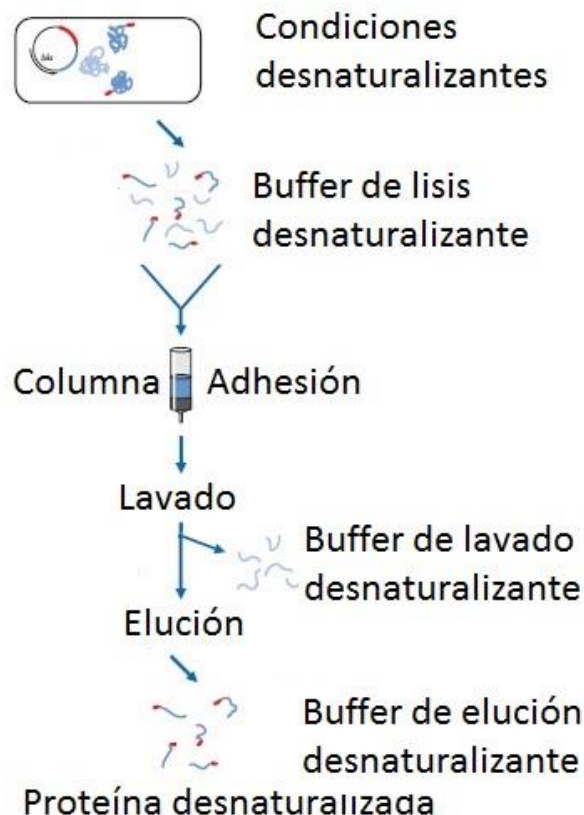 Condiciones
desnaturalizantes
Buffer de lisis
desnaturalizante
Columna Adhesión
Lavado
Buffer de lavado
desnaturalizante
Elución
Buffer de elución
desnaturalizante
Proteína desnaturalizada